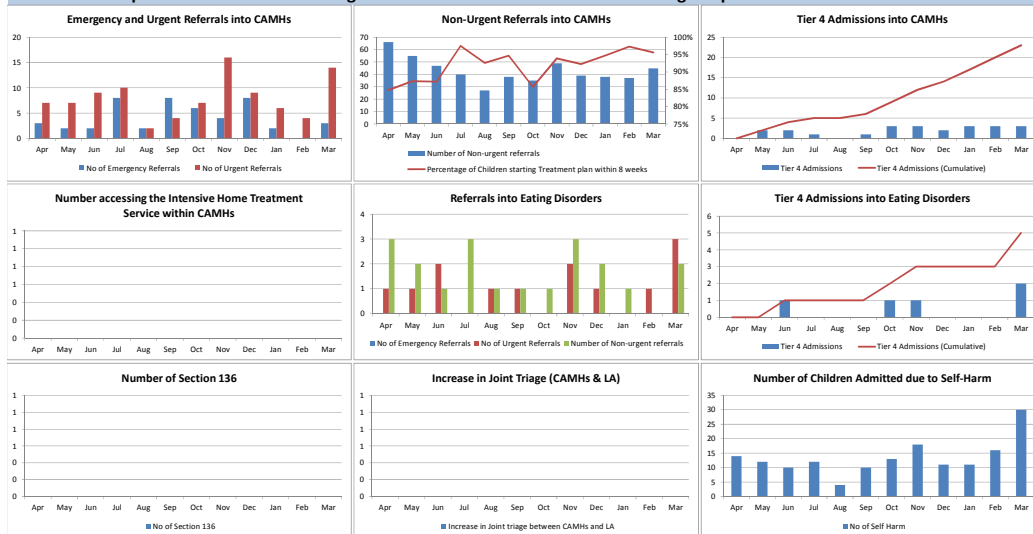 Emergency and Urgent Referrals into CAMHs
20
15
10
5
0
Apr May Jun Jul Aug Sep Oct Nov Dec Jan Feb Mar
No of Emergency Referrals No of Urgent Referrals
Non-Urgent Referrals into CAMHs
70 100%
60 95%
50
40 90%
30 85%
20
10 80%
0 75%
Apr May Jun Jul Aug Sep Oct Nov Dec Jan Feb Mar
Number of Non-urgent referrals
Percentage of Children starting Treatment plan within 8 weeks
Tier 4 Admissions into CAMHs
25
20
15
10
5
0
Apr May Jun Jul Aug Sep Oct Nov Dec Jan Feb Mar
Tier 4 Admissions Tier 4 Admissions (Cumulative)
Number accessing the Intensive Home Treatment
Service within CAMHs
1
1
1
1
0
0
0
Apr May Jun Jul Aug Sep Oct Nov Dec Jan Feb Mar
Referrals into Eating Disorders
4
3
2
1
0
Apr May Jun Jul Aug Sep Oct Nov Dec Jan Feb Mar
No of Emergency Referrals No of Urgent Referrals Number of Non-urgent referrals
Tier 4 Admissions into Eating Disorders
6
5
4
3
2
1
0
Apr May Jun Jul Aug Sep Oct Nov Dec Jan Feb Mar
Tier 4 Admissions Tier 4 Admissions (Cumulative)
Number of Section 136
1
1
1
1
0
0
0
Apr May Jun Jul Aug Sep Oct Nov Dec Jan Feb Mar
No of Section 136
Increase in Joint Triage (CAMHs & LA)
1
1
1
1
0
0
0
Apr May Jun Jul Aug Sep Oct Nov Dec Jan Feb Mar
Increase in Joint triage between CAMHs and LA
Number of Children Admitted due to Self-Harm
35
30
25
20
15
10
5
0
Apr May Jun Jul Aug Sep Oct Nov Dec Jan Feb Mar
No of Self Harm